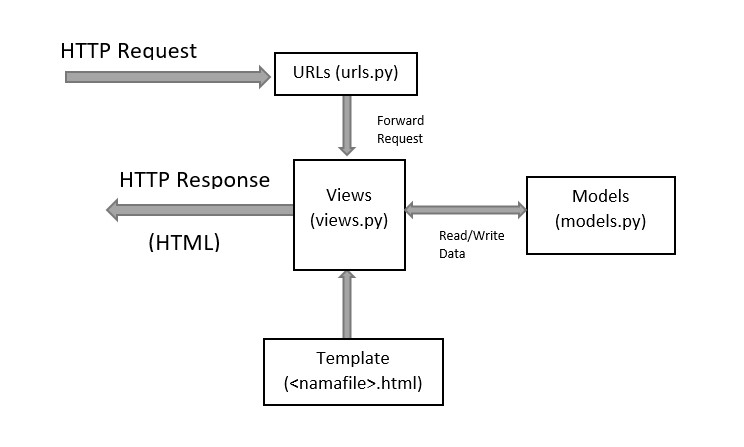 HTTP Request
URLs (urls.py)
Forward
Request
HTTP Response
(HTML)
Views
(views.py)
Read/Write
Data
Models
(models.py)
Template
(<namafile>.html)